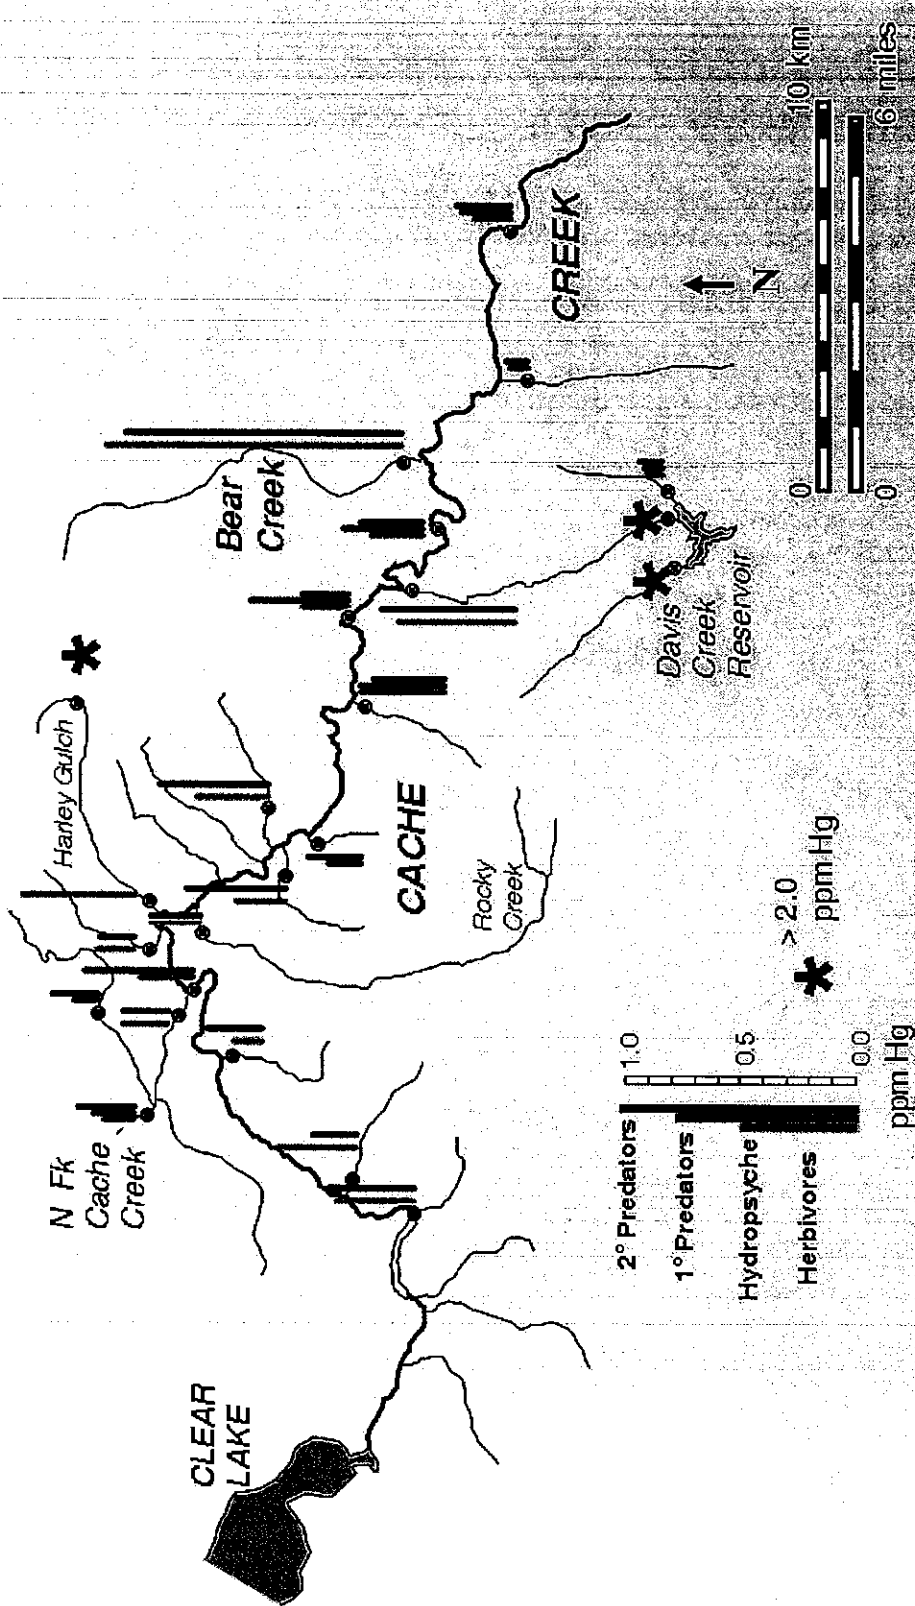 CLEAR
LAKE
N Fk
Cache
Creek
Harley Gulch
Bear
Creek
Rocky
Creek
CACHE
CREEK
Davis
Creek
Reservoir
N
2° Predators
1° Predators
Hydropsyche
Herbivores
1.0
0.5
0.0
ppm Hg
> 2.0
ppm Hg
0
10 km
0
6 miles